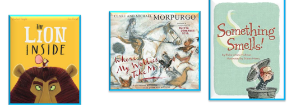 THE
LION
INSIDE
MORPURGO
Where
My Wellies
Take Me
Something
Smells!